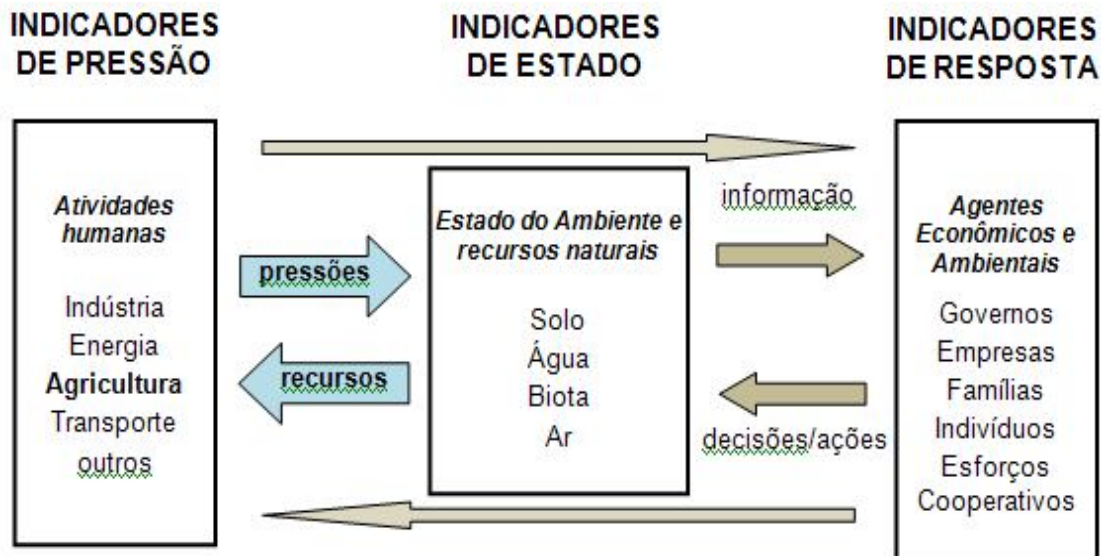 INDICADORES
DE PRESSÃO
INDICADORES
DE ESTADO
INDICADORES
DE RESPOSTA
Atividades
humanas
Indústria
Energia
Agricultura
Transporte
outros
pressões
recursos
Estado do Ambiente e
recursos naturais
Solo
Água
Biota
Ar
informação
decisões/ações
Agentes
Econômicos e
Ambientais
Governos
Empresas
Famílias
Indivíduos
Esforços
Cooperativos